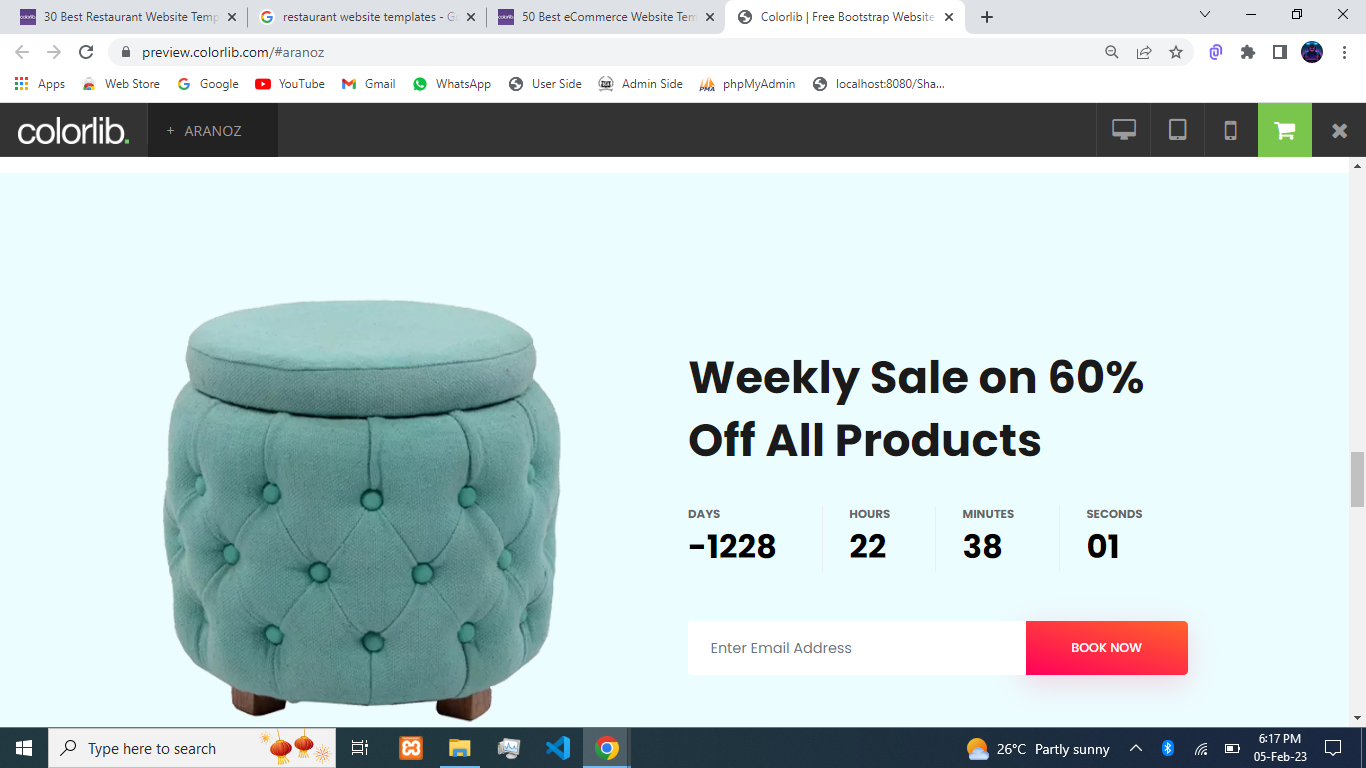 30 Best Restaurant Website Temp
restaurant website templates - G
50 Best eCommerce Website Tem
Colorlib | Free Bootstrap Website
preview.colorlib.com/#aranoz
Apps
Web Store
Google
YouTube
Gmail
WhatsApp
User Side
Admin Side
phpMyAdmin
localhost:8080/Sha...
colorlib.
+ ARANOZ
Weekly Sale on 60%
Off All Products
DAYS HOURS MINUTES SECONDS
-1228 22 38 01
Enter Email Address
BOOK NOW
Type here to search
26°C Partly sunny
6:17 PM
05-Feb-23